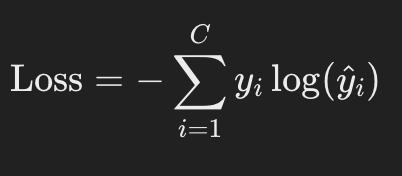 Loss = − ∑_{i=1}^{C} y_i log(ŷ_i)